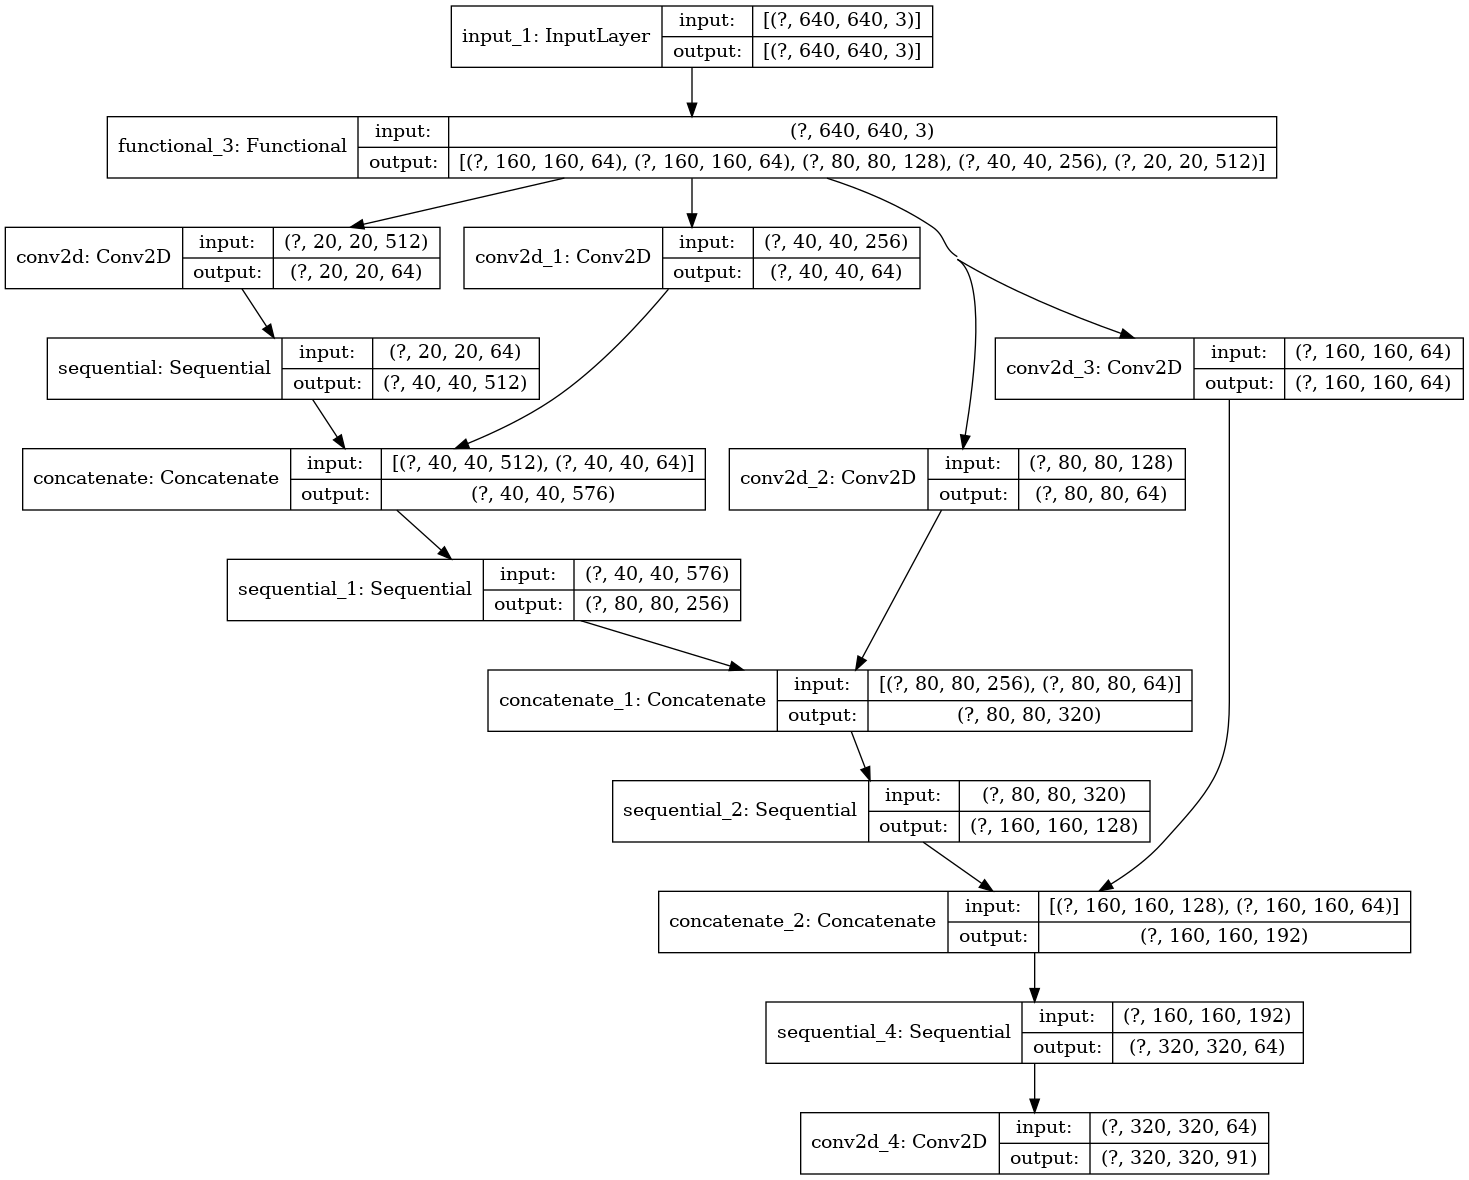 input_1: InputLayer
input:
[(?, 640, 640, 3)]
output:
[(?, 640, 640, 3)]
functional_3: Functional
input:
(?, 640, 640, 3)
output:
[(?, 160, 160, 64), (?, 160, 160, 64), (?, 80, 80, 128), (?, 40, 40, 256), (?, 20, 20, 512)]
conv2d: Conv2D
input:
(?, 20, 20, 512)
output:
(?, 20, 20, 64)
conv2d_1: Conv2D
input:
(?, 40, 40, 256)
output:
(?, 40, 40, 64)
sequential: Sequential
input:
(?, 20, 20, 64)
output:
(?, 40, 40, 512)
conv2d_3: Conv2D
input:
(?, 160, 160, 64)
output:
(?, 160, 160, 64)
concatenate: Concatenate
input:
[(?, 40, 40, 512), (?, 40, 40, 64)]
output:
(?, 40, 40, 576)
conv2d_2: Conv2D
input:
(?, 80, 80, 128)
output:
(?, 80, 80, 64)
sequential_1: Sequential
input:
(?, 40, 40, 576)
output:
(?, 80, 80, 256)
concatenate_1: Concatenate
input:
[(?, 80, 80, 256), (?, 80, 80, 64)]
output:
(?, 80, 80, 320)
sequential_2: Sequential
input:
(?, 80, 80, 320)
output:
(?, 160, 160, 128)
concatenate_2: Concatenate
input:
[(?, 160, 160, 128), (?, 160, 160, 64)]
output:
(?, 160, 160, 192)
sequential_4: Sequential
input:
(?, 160, 160, 192)
output:
(?, 320, 320, 64)
conv2d_4: Conv2D
input:
(?, 320, 320, 64)
output:
(?, 320, 320, 91)